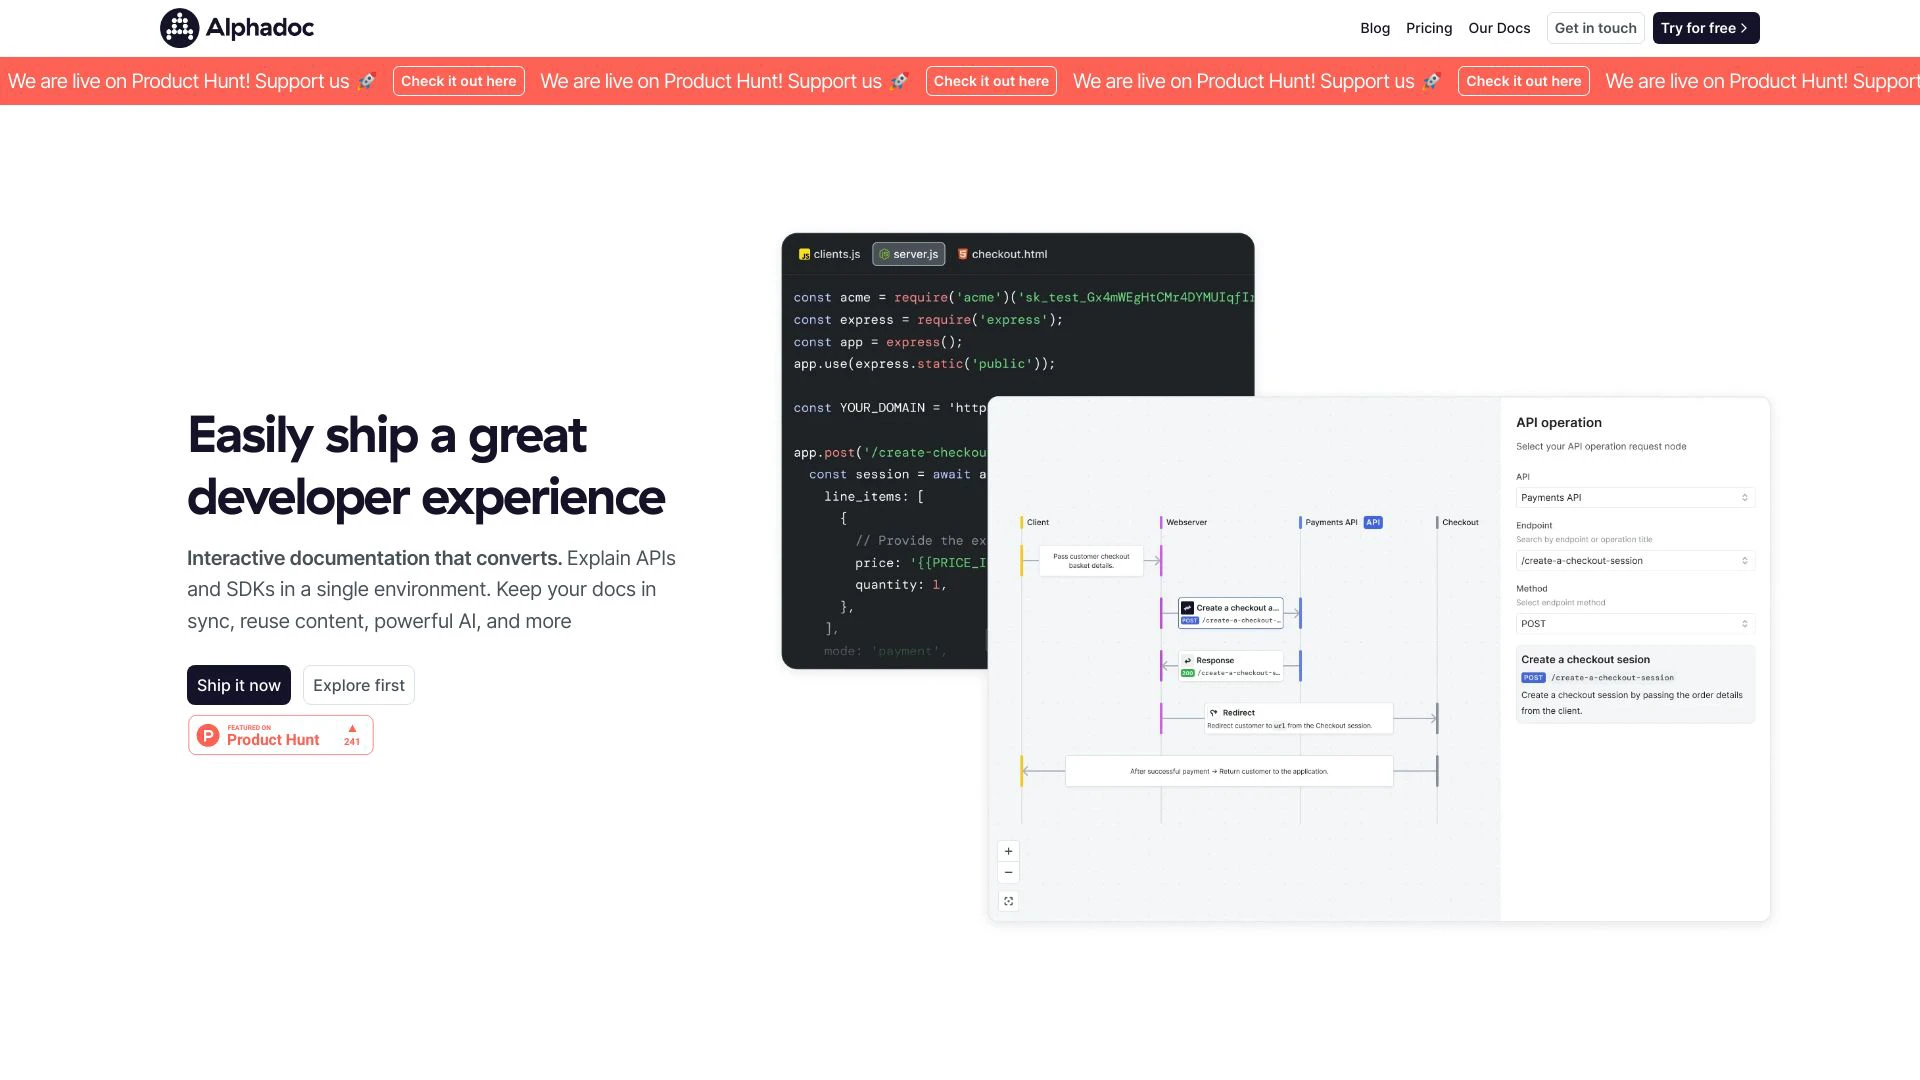 Alphadoc
Blog Pricing Our Docs Get in touch Try for free
We are live on Product Hunt! Support us 🚀 Check it out here We are live on Product Hunt! Support us 🚀 Check it out here We are live on Product Hunt! Support us 🚀 Check it out here We are live on Product Hunt! Support
Easily ship a great
developer experience
Interactive documentation that converts. Explain APIs
and SDKs in a single environment. Keep your docs in
sync, reuse content, powerful AI, and more
Ship it now Explore first
FEATURED ON
Product Hunt
241
clients.js server.js checkout.html
const acme = require('acme')('sk_test_Gx4mWEgHtCMr4DYMUIqfIr
const express = require('express');
const app = express();
app.use(express.static('public'));
const YOUR_DOMAIN = 'http
app.post('/create-checkou
const session = await a
line_items: [
{
// Provide the ex
price: '{{PRICE_I
quantity: 1,
},
],
mode: 'payment',
Client Webserver Payments API API Checkout
Pass customer checkout
basket details.
Create a checkout a...
POST /create-a-checkout-...
Response
200 /create-a-checkout-s...
Redirect
Redirect customer to url from the Checkout session.
After successful payment → Return customer to the application.
API operation
Select your API operation request node
API
Payments API
Endpoint
Search by endpoint or operation title
/create-a-checkout-session
Method
Select endpoint method
POST
Create a checkout sesion
POST /create-a-checkout-session
Create a checkout session by passing the order details
from the client.